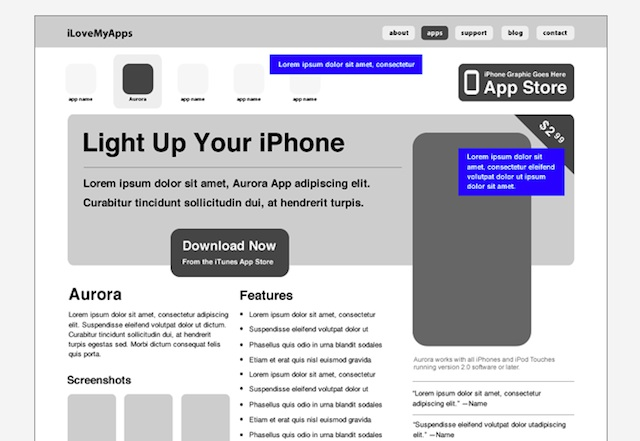 iLoveMyApps
about
apps
support
blog
contact
Lorem ipsum dolor sit amet, consectetur
app name
Aurora
app name
app name
app name
iPhone Graphic Goes Here
App Store
Light Up Your iPhone
$2.99
Lorem ipsum dolor sit
amet, consectetur eleifend
volutpat dolor ut ipsum
dolor sit amet.
Lorem ipsum dolor sit amet, Aurora App adipiscing elit.
Curabitur tincidunt sollicitudin dui, at hendrerit turpis.
Download Now
From the iTunes App Store
Aurora
Lorem ipsum dolor sit amet, consectetur adipiscing
elit. Suspendisse eleifend volutpat dolor ut dictum.
Curabitur tincidunt sollicitudin dui, at hendrerit
turpis egestas sed. Morbi dictum consequat felis
quis porta.
Screenshots
Features
• Lorem ipsum dolor sit amet, consectetur
• Suspendisse eleifend volutpat dolor ut
• Phasellus quis odio in urna blandit sodales
• Etiam et erat quis nisl euismod gravida
• Lorem ipsum dolor sit amet, consectetur
• Suspendisse eleifend volutpat dolor ut
• Phasellus quis odio in urna blandit sodales
• Etiam et erat quis nisl euismod gravida
• Phasellus quis odio in urna blandit sodales
Aurora works with all iPhones and iPod Touches
running version 2.0 software or later.
"Lorem ipsum dolor sit amet, consectetur
adipiscing elit." —Name
"Suspendisse eleifend volutpat dolor utadipiscing
elit." —Name